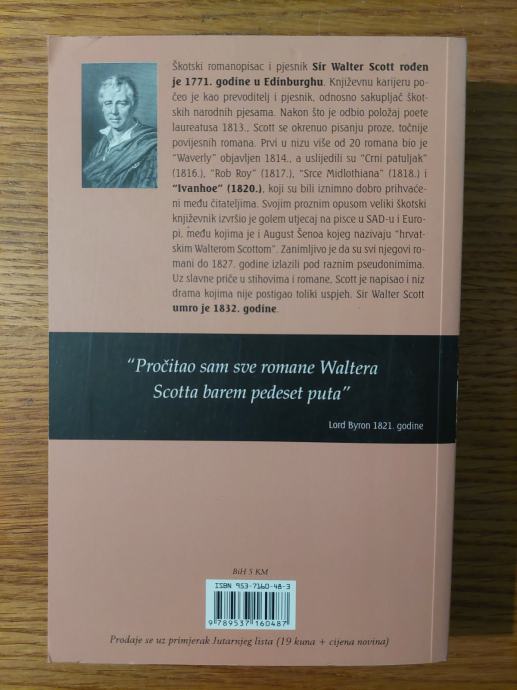 Škotski romanopisac i pjesnik Sir Walter Scott rođen
je 1771. godine u Edinburghu. Književnu karijeru po-
čeo je kao prevoditelj i pjesnik, odnosno sakupljač škot-
skih narodnih pjesama. Nakon što je odbio položaj poete
laureatusa 1813., Scott se okrenuo pisanju proze, točnije
povijesnih romana. Prvi u nizu više od 20 romana bio je
“Waverly” objavljen 1814., a uslijedili su “Crni patuljak”
(1816.), “Rob Roy” (1817.), “Srce Midlothiana” (1818.) i
“Ivanhoe” (1820.), koji su bili iznimno dobro prihvaće-
ni među čitateljima. Svojim proznim opusom veliki škotski
književnik izvršio je golem utjecaj na pisce u SAD-u i Euro-
pi, među kojima je i August Šenoa kojeg nazivaju “hrvat-
skim Walterom Scottom”. Zanimljivo je da su svi njegovi ro-
mani do 1827. godine izlazili pod raznim pseudonimima.
Uz slavne priče u stihovima i romane, Scott je napisao i niz
drama kojima nije postigao toliki uspjeh. Sir Walter Scott
umro je 1832. godine.
“Pročitao sam sve romane Waltera
Scotta barem pedeset puta”
Lord Byron 1821. godine
BiH 5 KM
ISBN 953-7160-48-3
9 789537 160487
Prodaje se uz primjerak Jutarnjeg lista (19 kuna + cijena novina)